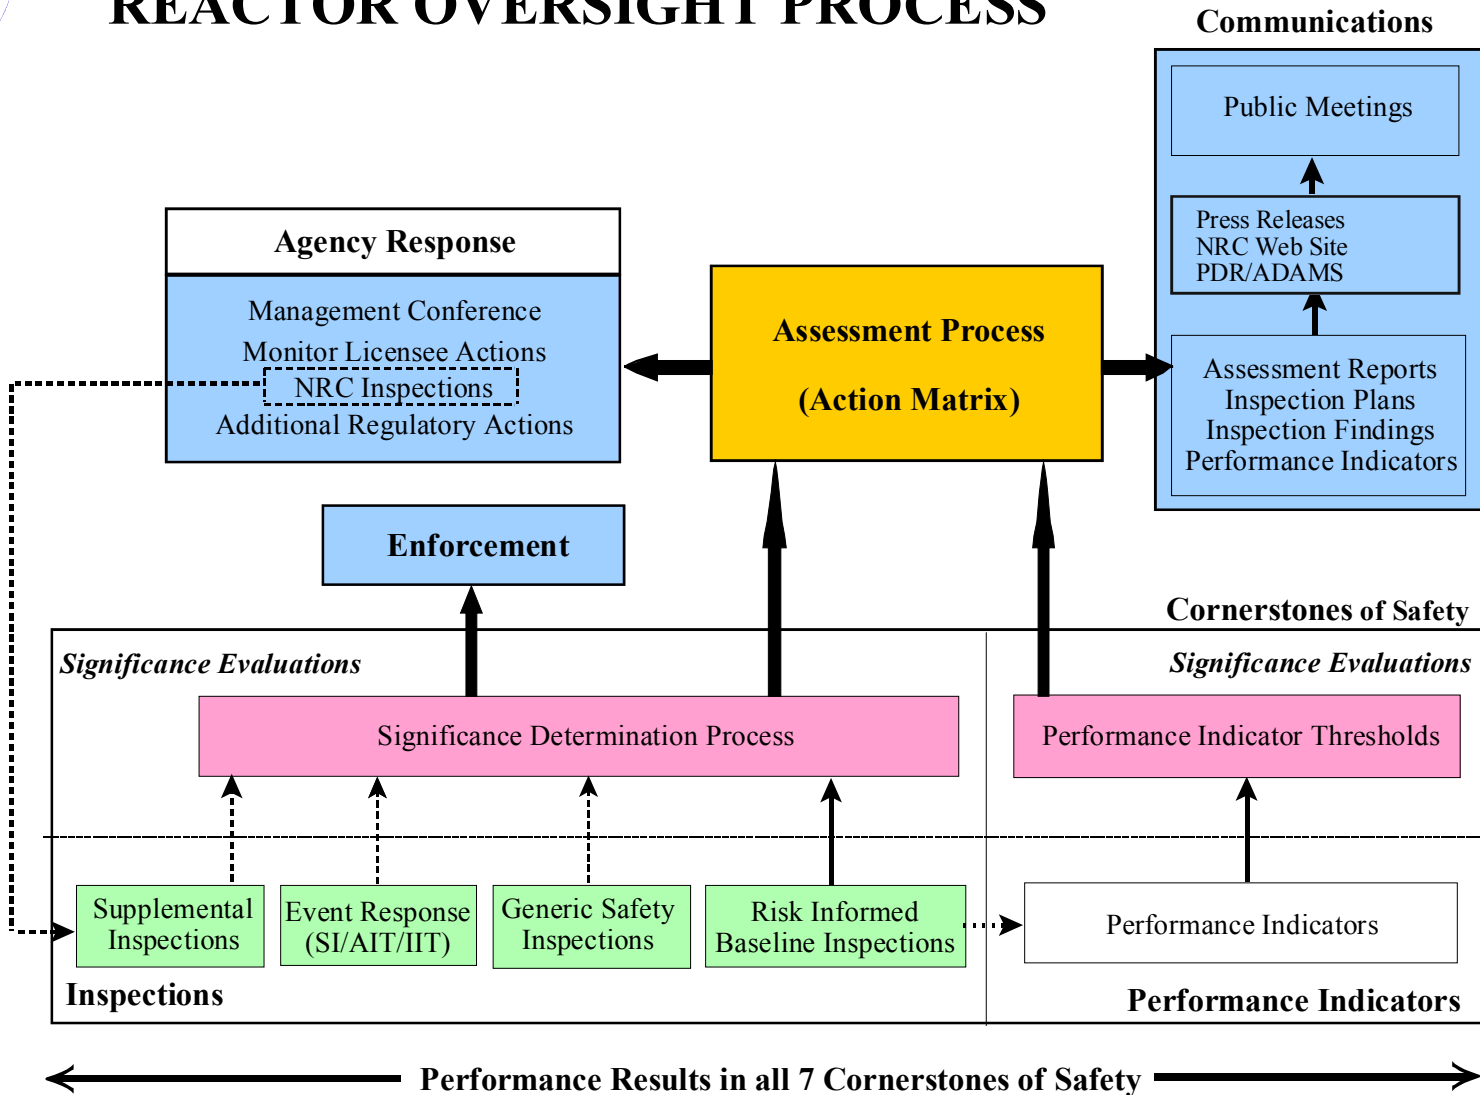 REACTOR OVERSIGHT PROCESS
Communications
Public Meetings
Press Releases
NRC Web Site
PDR/ADAMS
Assessment Reports
Inspection Plans
Inspection Findings
Performance Indicators
Agency Response
Management Conference
Monitor Licensee Actions
NRC Inspections
Additional Regulatory Actions
Assessment Process
(Action Matrix)
Enforcement
Cornerstones of Safety
Significance Evaluations
Significance Evaluations
Significance Determination Process
Performance Indicator Thresholds
Supplemental
Inspections
Event Response
(SI/AIT/IIT)
Generic Safety
Inspections
Risk Informed
Baseline Inspections
Performance Indicators
Inspections
Performance Indicators
Performance Results in all 7 Cornerstones of Safety